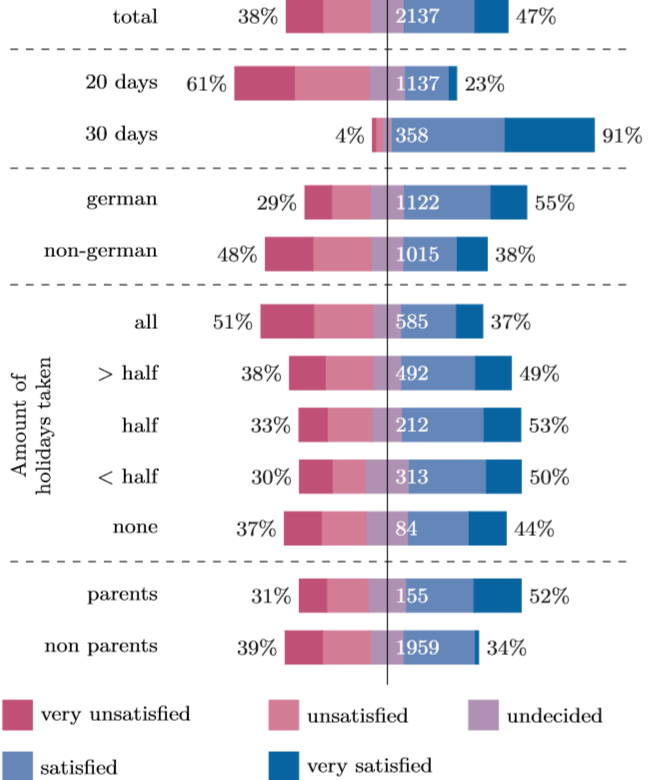 total 38% 2137 47%
20 days 61% 1137 23%
30 days 4% 358 91%
german 29% 1122 55%
non-german 48% 1015 38%
Amount of
holidays taken
all 51% 585 37%
> half 38% 492 49%
half 33% 212 53%
< half 30% 313 50%
none 37% 84 44%
parents 31% 155 52%
non parents 39% 1959 34%
very unsatisfied unsatisfied undecided
satisfied very satisfied